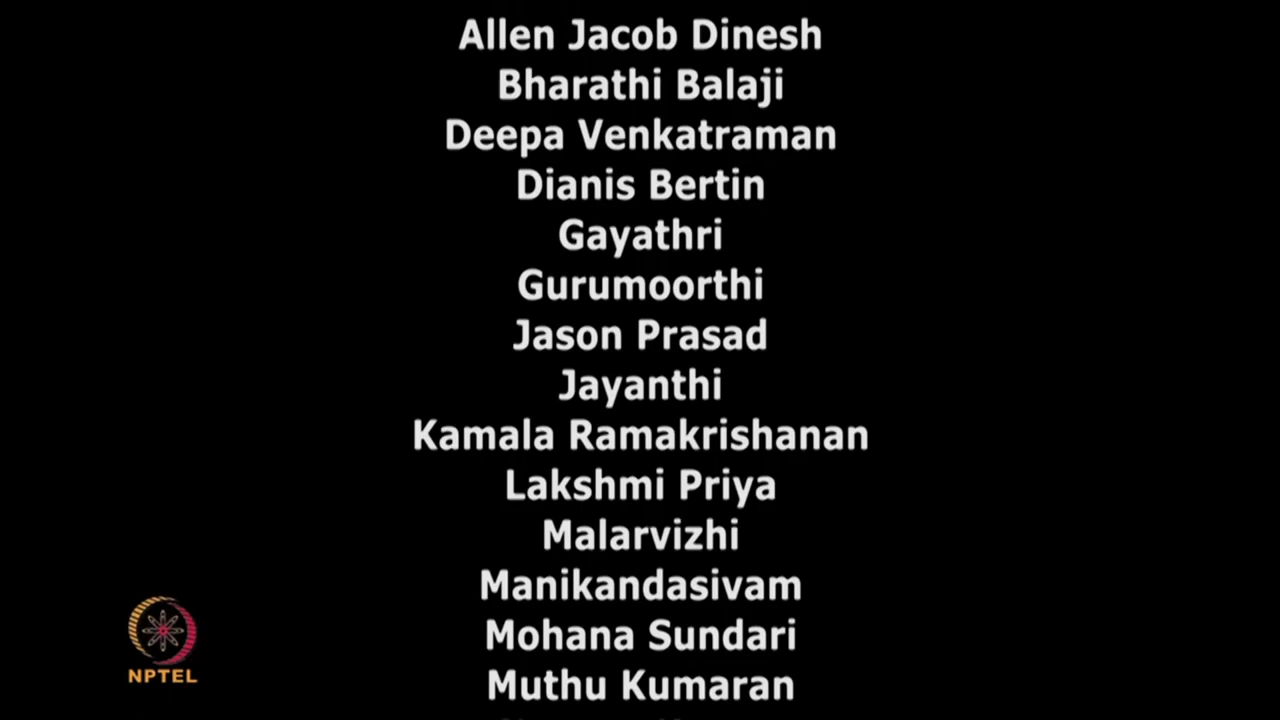 Allen Jacob Dinesh
Bharathi Balaji
Deepa Venkatraman
Dianis Bertin
Gayathri
Gurumoorthi
Jason Prasad
Jayanthi
Kamala Ramakrishanan
Lakshmi Priya
Malarvizhi
Manikandasivam
Mohana Sundari
Muthu Kumaran
NPTEL